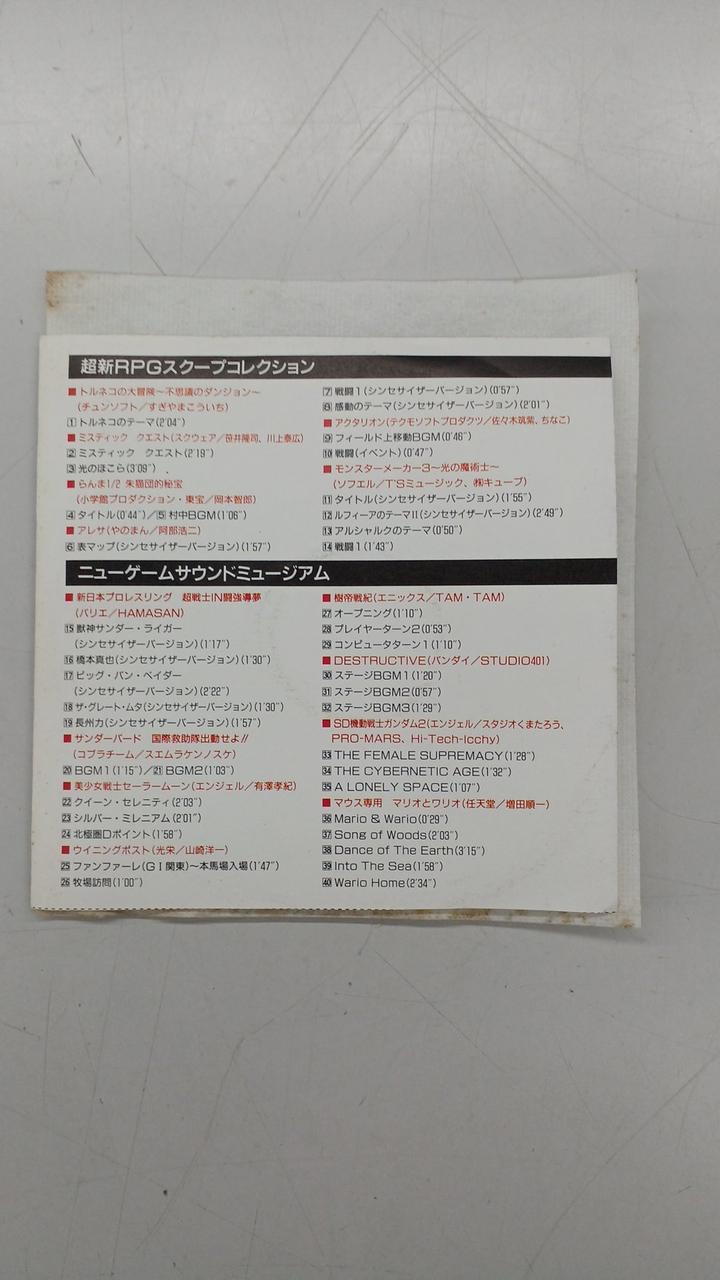 超新RPGスクープコレクション
■トルネコの大冒険〜不思議のダンジョン〜
(チュンソフト／すぎやまこういち)
1 トルネコのテーマ(2'04")
■ミスティック クエスト(スクウェア／笹井隆司、川上泰広)
2 ミスティック クエスト(2'19")
3 光のほこら(3'09")
■らんま1/2 朱猫団的秘宝
(小学館プロダクション・東宝／岡本智郎)
4 タイトル(0'44")／5 村中BGM(1'06")
■アレサ(やのまん／阿部浩二)
6 表マップ(シンセサイザーバージョン)(1'57")
7 戦闘1(シンセサイザーバージョン)(0'57")
8 感動のテーマ(シンセサイザーバージョン)(2'01")
■アクタリオン(テクモソフトプロダクツ／佐々木筑紫、ちなこ)
9 フィールド上移動BGM(0'46")
10 戦闘(イベント)(0'47")
■モンスターメーカー3〜光の魔術士〜
(ソフエル／T'Sミュージック、㈱キューブ)
11 タイトル(シンセサイザーバージョン)(1'55")
12 ルフィーアのテーマII(シンセサイザーバージョン)(2'49")
13 アルシャルクのテーマ(0'50")
14 戦闘1(1'43")
ニューゲームサウンドミュージアム
■新日本プロレスリング 超戦士IN闘強導夢
(バリエ／HAMASAN)
15 獣神サンダー・ライガー
(シンセサイザーバージョン)(1'17")
16 橋本真也(シンセサイザーバージョン)(1'30")
17 ビッグ・バン・ベイダー
(シンセサイザーバージョン)(2'22")
18 ザ・グレート・ムタ(シンセサイザーバージョン)(1'30")
19 長州力(シンセサイザーバージョン)(1'57")
■サンダーバード 国際救助隊出動せよ!!
(コブラチーム／スエムラケンノスケ)
20 BGM1(1'15")／21 BGM2(1'03")
■美少女戦士セーラームーン(エンジェル／有澤孝紀)
22 クイーン・セレニティ(2'03")
23 シルバー・ミレニアム(2'01")
24 北極圏Dポイント(1'58")
■ウイニングポスト(光栄／山崎洋一)
25 ファンファーレ(GⅠ関東)〜本馬場入場(1'47")
26 牧場訪問(1'00")
■樹帝戦紀(エニックス／TAM・TAM)
27 オープニング(1'10")
28 プレイヤーターン2(0'53")
29 コンピュータターン1(1'10")
■DESTRUCTIVE(バンダイ／STUDIO401)
30 ステージBGM1(1'20")
31 ステージBGM2(0'57")
32 ステージBGM3(1'29")
■SD機動戦士ガンダム2(エンジェル／スタジオくまたろう、
PRO-MARS、Hi-Tech-Icchy)
33 THE FEMALE SUPREMACY(1'28")
34 THE CYBERNETIC AGE(1'32")
35 A LONELY SPACE(1'07")
■マウス専用 マリオとワリオ(任天堂／増田順一)
36 Mario & Wario(0'29")
37 Song of Woods(2'03")
38 Dance of The Earth(3'15")
39 Into The Sea(1'58")
40 Wario Home(2'34")